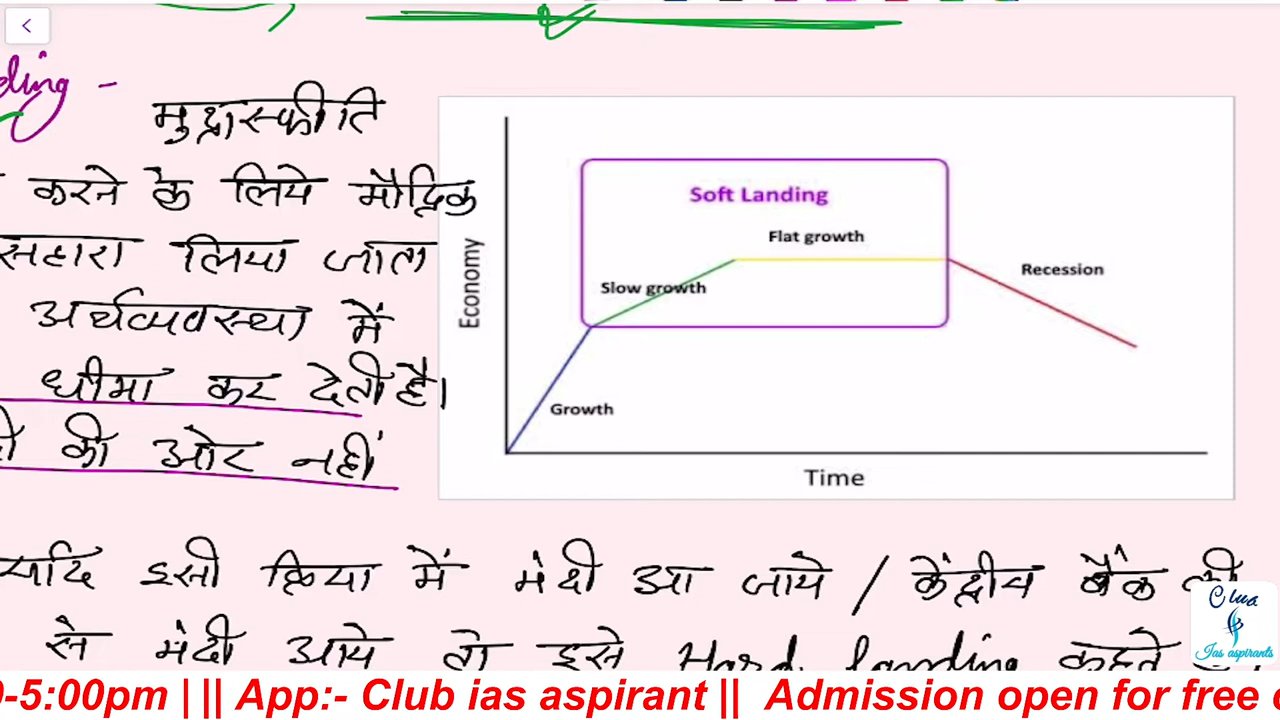 ding -
मुद्रास्फीति
करने के लिये मौद्रिक
सहारा लिया जाता
अर्थव्यवस्था में
धीमा कर देती है।
की ओर नहीं
Soft Landing
Flat growth
Slow growth
Recession
Growth
Economy
Time
यदि इसी क्रिया में मंदी आ जाये / केंद्रीय बैंक की
से मंदी आये तो इसे Hard landing कहते
Club
Ias aspirants
-5:00pm | || App:- Club ias aspirant || Admission open for free